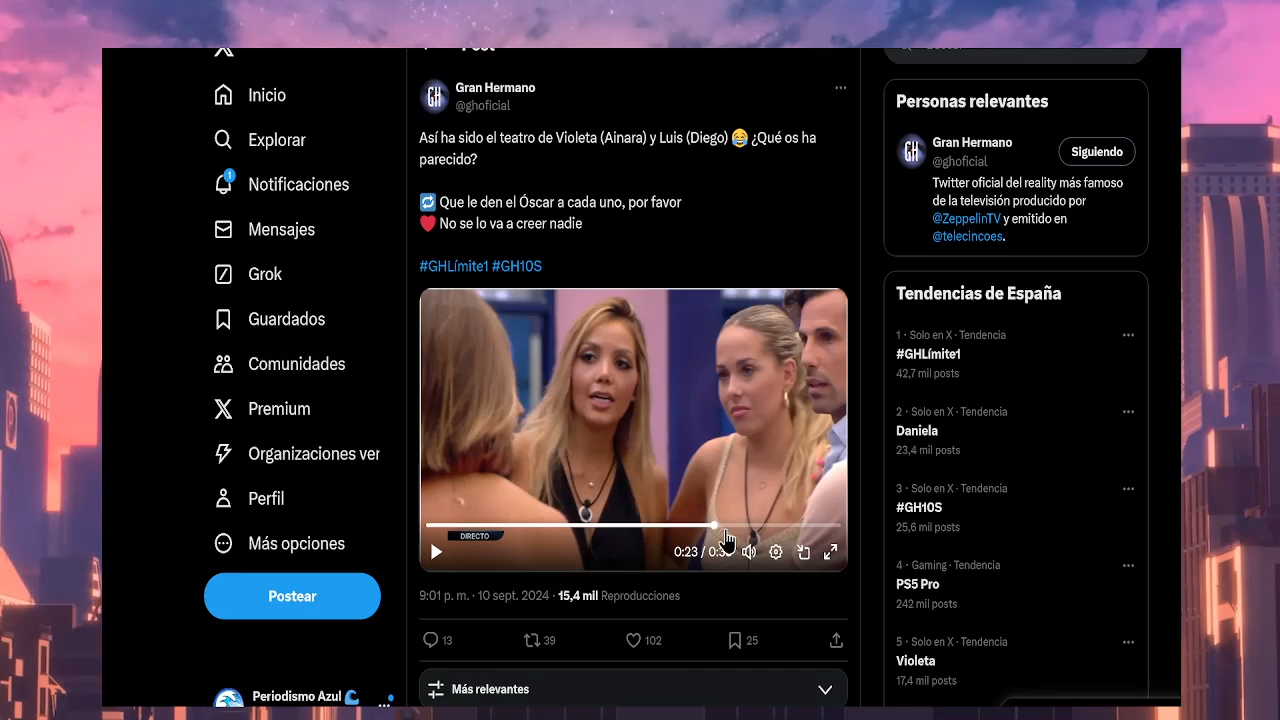 Post
Inicio
Explorar
1
Notificaciones
Mensajes
Grok
Guardados
Comunidades
Premium
Organizaciones ver
Perfil
Más opciones
Postear
Periodismo Azul
GH
Gran Hermano
@ghoficial
Así ha sido el teatro de Violeta (Ainara) y Luis (Diego) 😂 ¿Qué os ha
parecido?
🔁 Que le den el Óscar a cada uno, por favor
❤️ No se lo va a creer nadie
#GHLímite1 #GH10S
DIRECTO
0:23 /
9:01 p. m. · 10 sept. 2024 · 15,4 mil Reproducciones
13
39
102
25
Más relevantes
Personas relevantes
GH
Gran Hermano
@ghoficial
Siguiendo
Twitter oficial del reality más famoso
de la televisión producido por
@ZeppelinTV y emitido en
@telecincoes.
Tendencias de España
1 · Solo en X · Tendencia
#GHLímite1
42,7 mil posts
2 · Solo en X · Tendencia
Daniela
23,4 mil posts
3 · Solo en X · Tendencia
#GH10S
25,6 mil posts
4 · Gaming · Tendencia
PS5 Pro
242 mil posts
5 · Solo en X · Tendencia
Violeta
17,4 mil posts